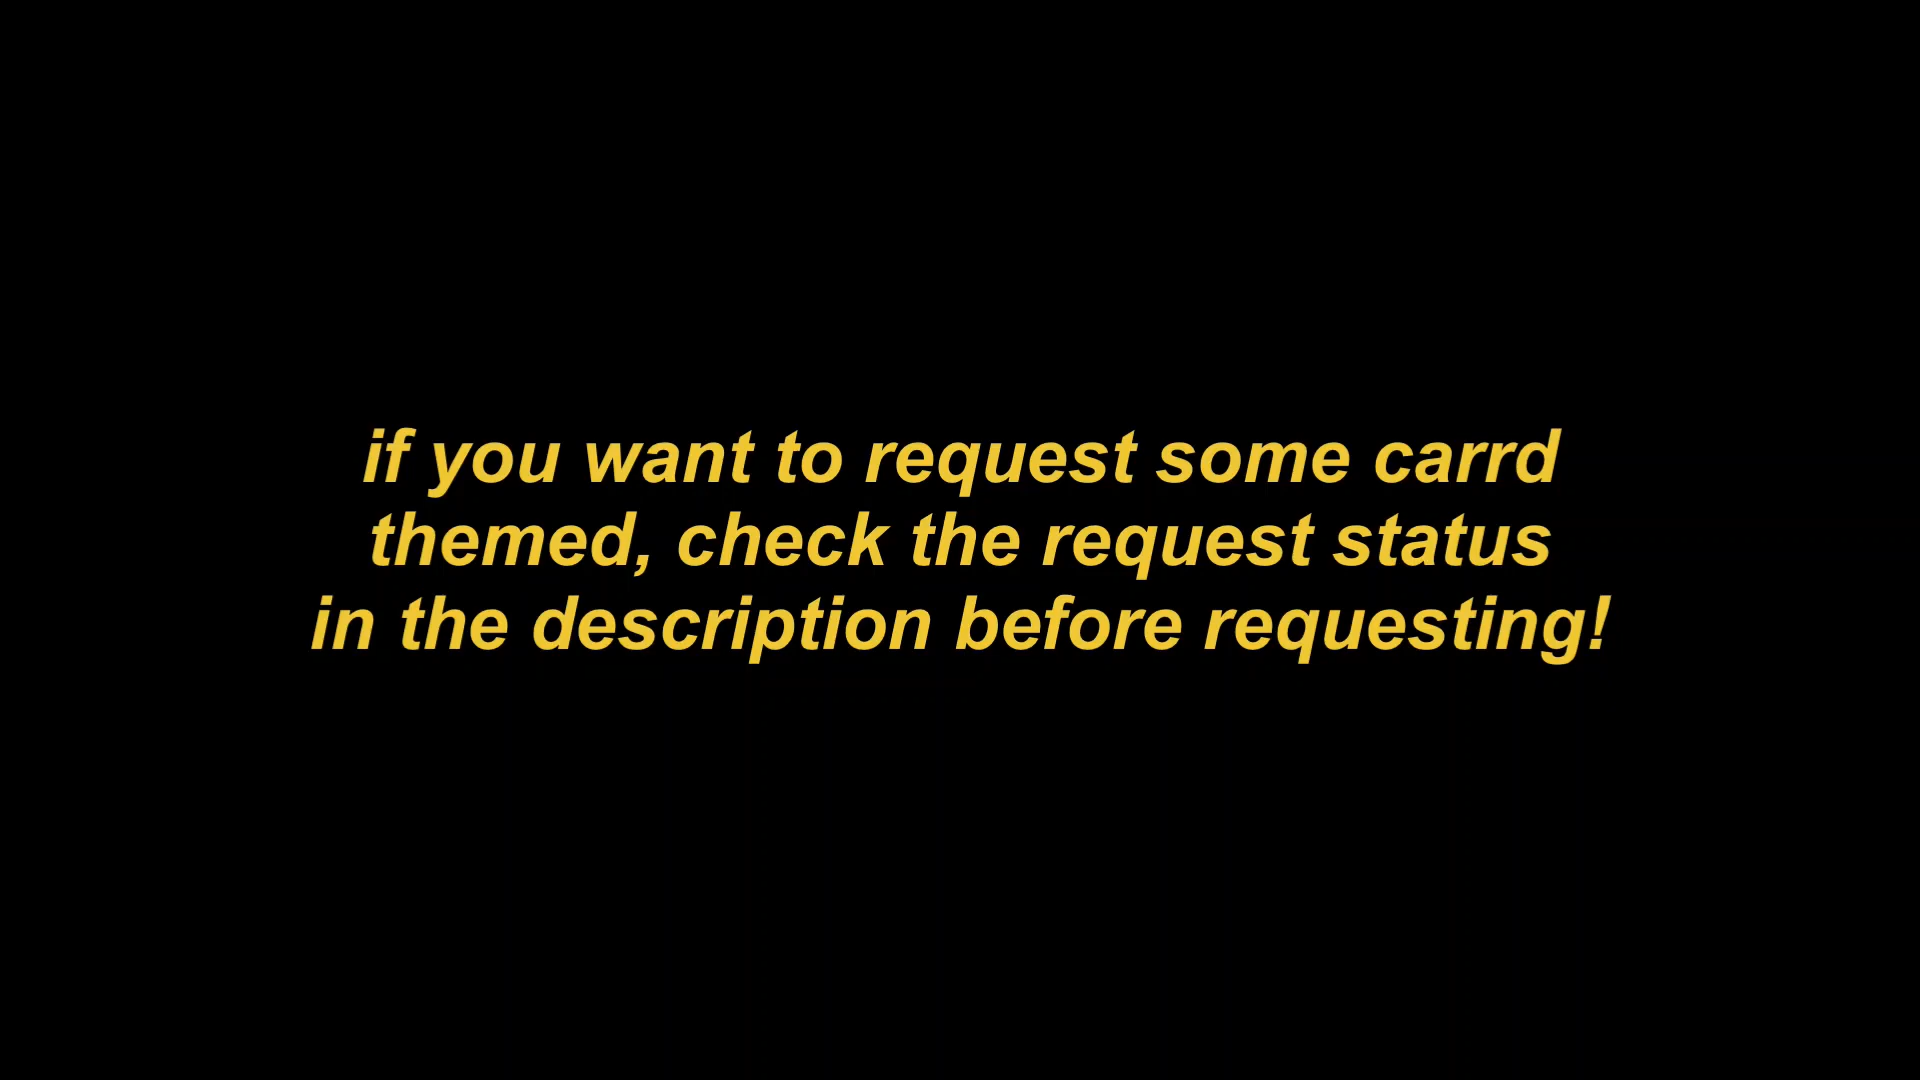 if you want to request some carrd
themed, check the request status
in the description before requesting!